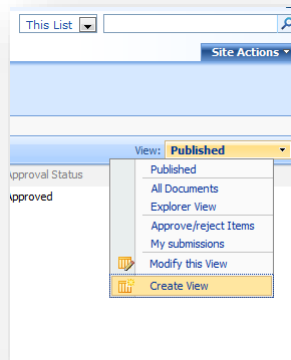 This List
Site Actions
View: Published
Approval Status
Published
All Documents
Approved
Explorer View
Approve/reject Items
My submissions
Modify this View
Create View